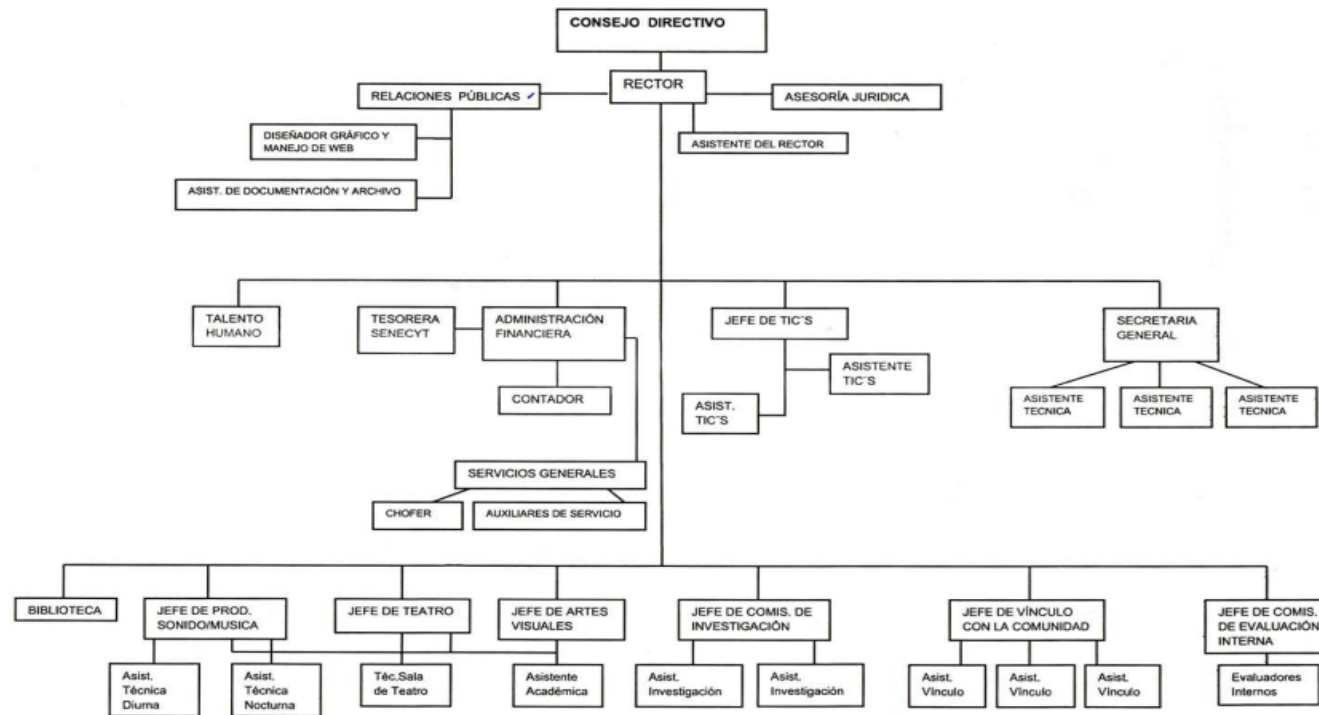 CONSEJO DIRECTIVO
RECTOR
RELACIONES PÚBLICAS
ASESORÍA JURIDICA
DISEÑADOR GRÁFICO Y
MANEJO DE WEB
ASISTENTE DEL RECTOR
ASIST. DE DOCUMENTACIÓN Y ARCHIVO
TALENTO
HUMANO
TESORERA
SENECYT
ADMINISTRACIÓN
FINANCIERA
JEFE DE TIC¨S
SECRETARIA
GENERAL
CONTADOR
ASISTENTE
TIC¨S
ASIST.
TIC¨S
ASISTENTE
TECNICA
ASISTENTE
TECNICA
ASISTENTE
TECNICA
SERVICIOS GENERALES
CHOFER
AUXILIARES DE SERVICIO
BIBLIOTECA
JEFE DE PROD.
SONIDO/MUSICA
JEFE DE TEATRO
JEFE DE ARTES
VISUALES
JEFE DE COMIS. DE
INVESTIGACIÓN
JEFE DE VÍNCULO
CON LA COMUNIDAD
JEFE DE COMIS.
DE EVALUACIÓN
INTERNA
Asist.
Técnica
Diurna
Asist.
Técnica
Nocturna
Téc.Sala
de Teatro
Asistente
Académica
Asist.
Investigación
Asist.
Investigación
Asist.
Vínculo
Asist.
Vínculo
Asist.
Vínculo
Evaluadores
Internos